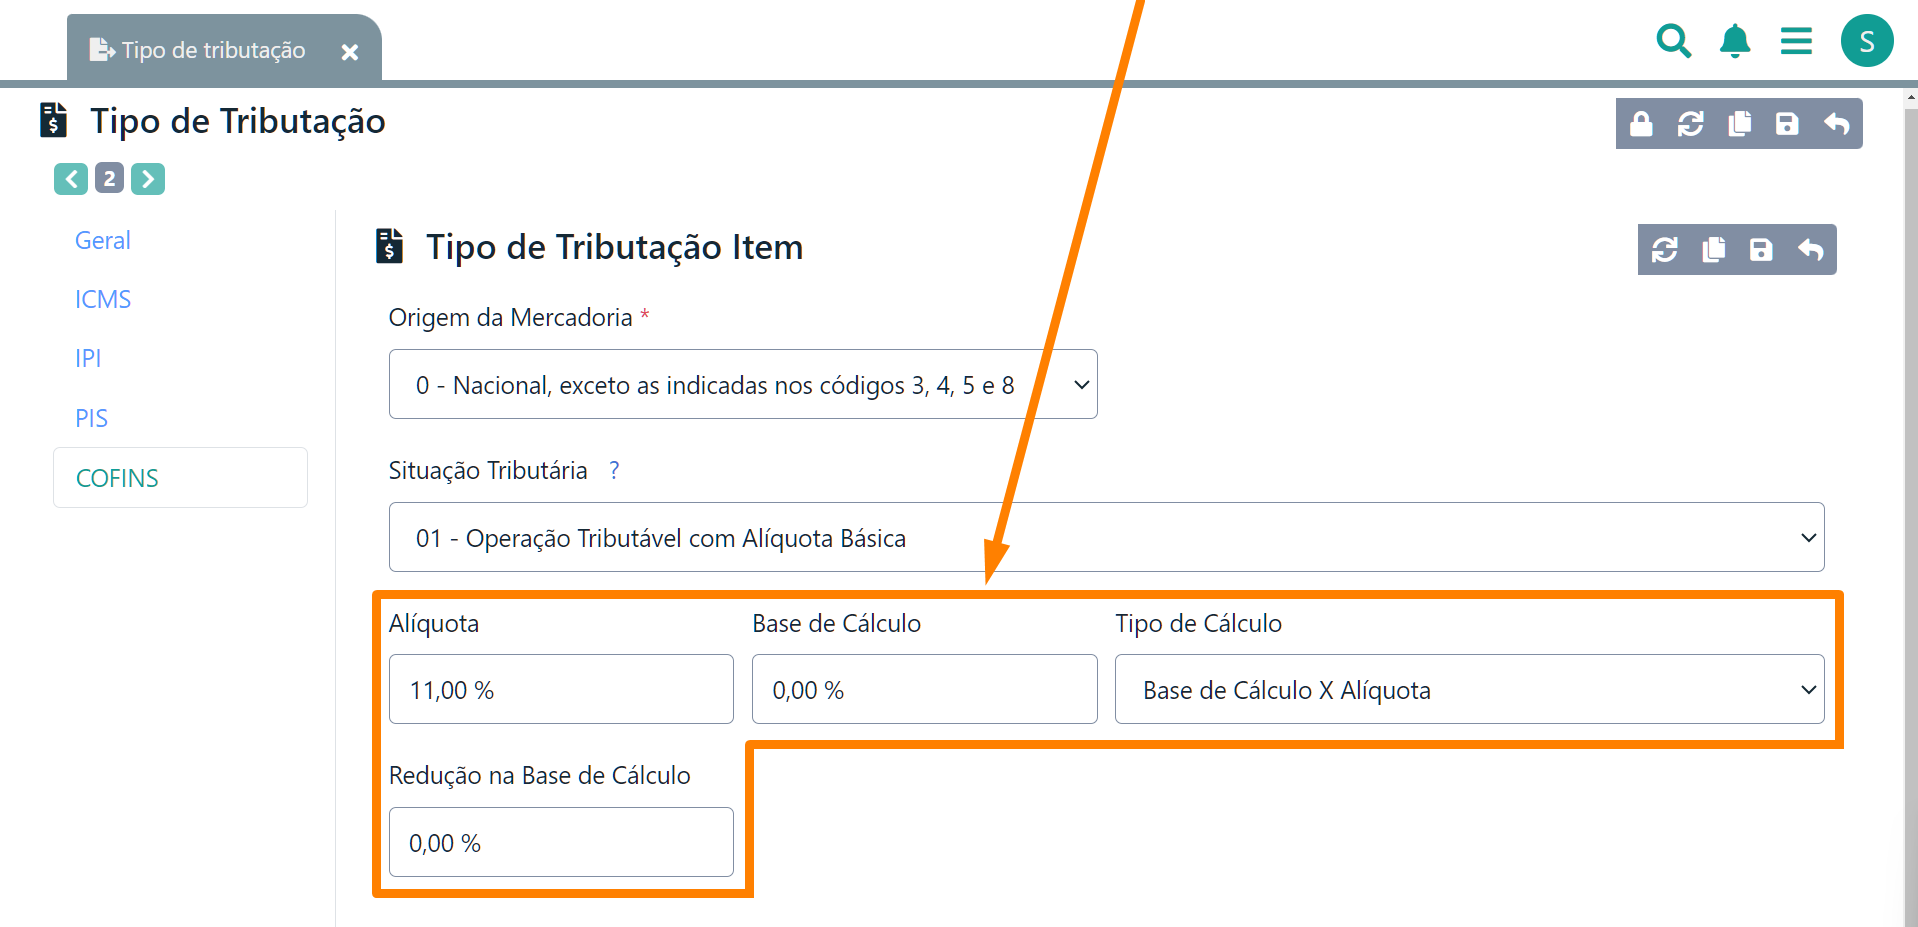 Tipo de tributação
S
Tipo de Tributação
2
Geral
ICMS
IPI
PIS
COFINS
Tipo de Tributação Item
Origem da Mercadoria *
0 - Nacional, exceto as indicadas nos códigos 3, 4, 5 e 8
Situação Tributária ?
01 - Operação Tributável com Alíquota Básica
Alíquota Base de Cálculo Tipo de Cálculo
11,00 % 0,00 % Base de Cálculo X Alíquota
Redução na Base de Cálculo
0,00 %